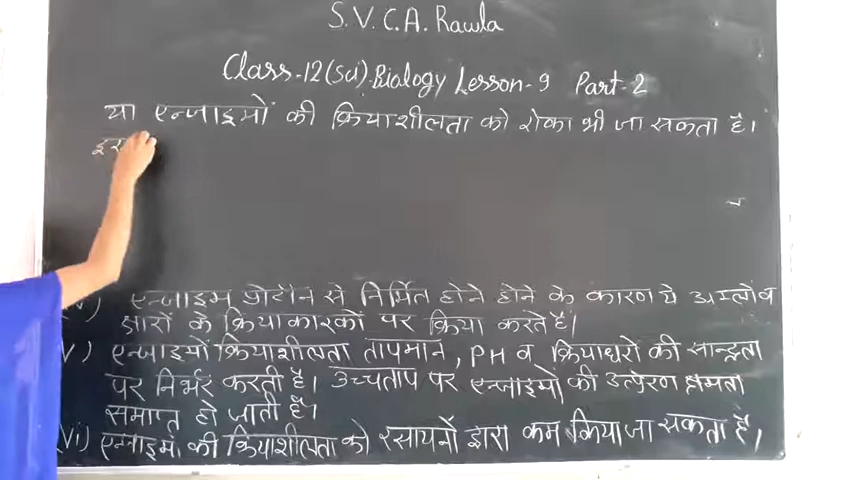 S.V.C.A. Rawla
Class-12(Sci) Biology Lesson-9 Part-2
या एन्जाइमों की क्रियाशीलता को रोका भी जा सकता है।
इस
एन्जाइम प्रोटीन से निर्मित होने होने के कारण ये अम्लोव
क्षारों के क्रियाकारकों पर क्रिया करते है।
V) एन्जाइमों क्रियाशीलता तापमान, PH व क्रियाधरो की सान्द्रता
पर निर्भर करती है। उच्चताप पर एन्जाइमों की उत्प्रेरण क्षमता
समाप्त हो जाती है।
(Vi) एन्जाइम की क्रियाशीलता को रसायनों द्वारा कम किया जा सकता है,